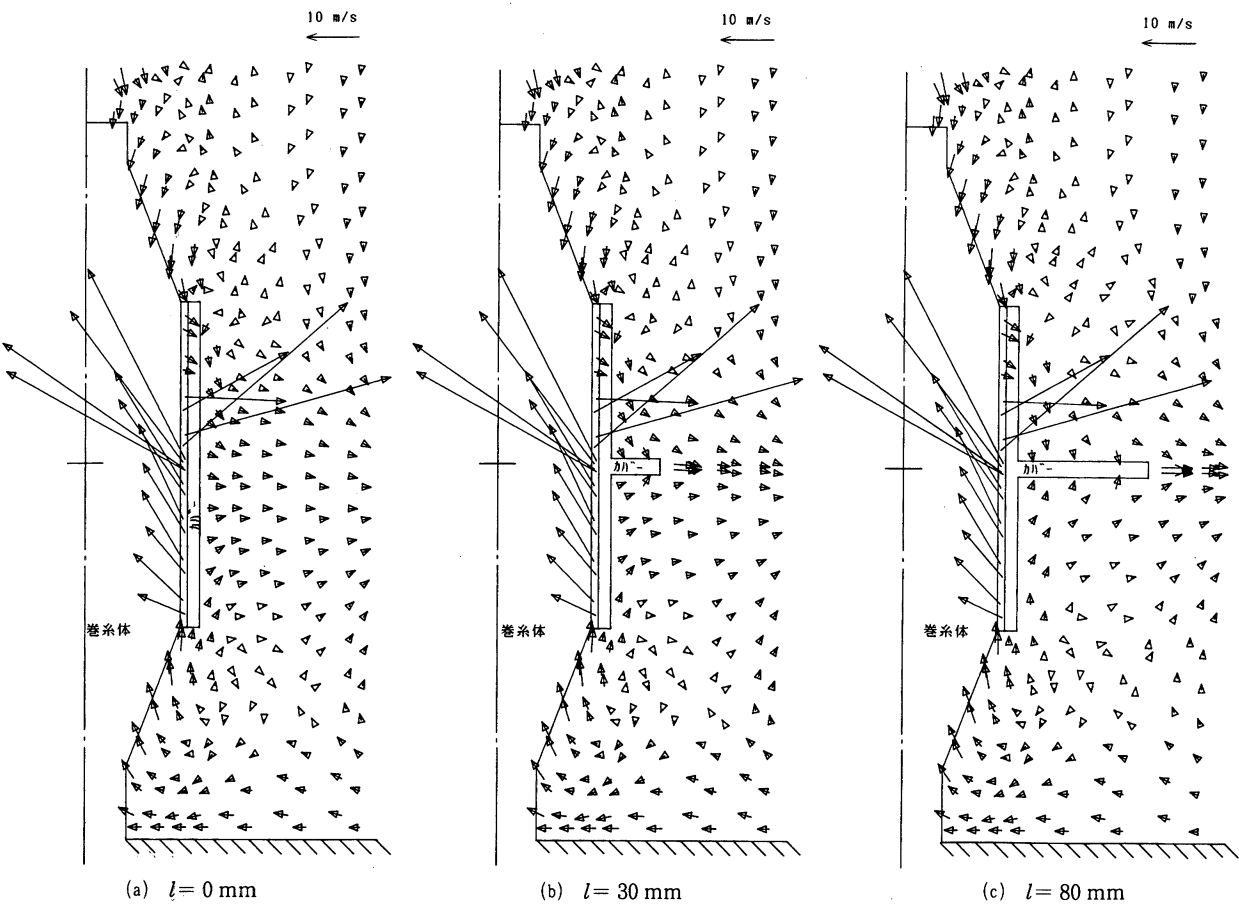 10 m/s
10 m/s
10 m/s
カバー
カバー
カバー
巻糸体
巻糸体
巻糸体
(a) l = 0 mm
(b) l = 30 mm
(c) l = 80 mm